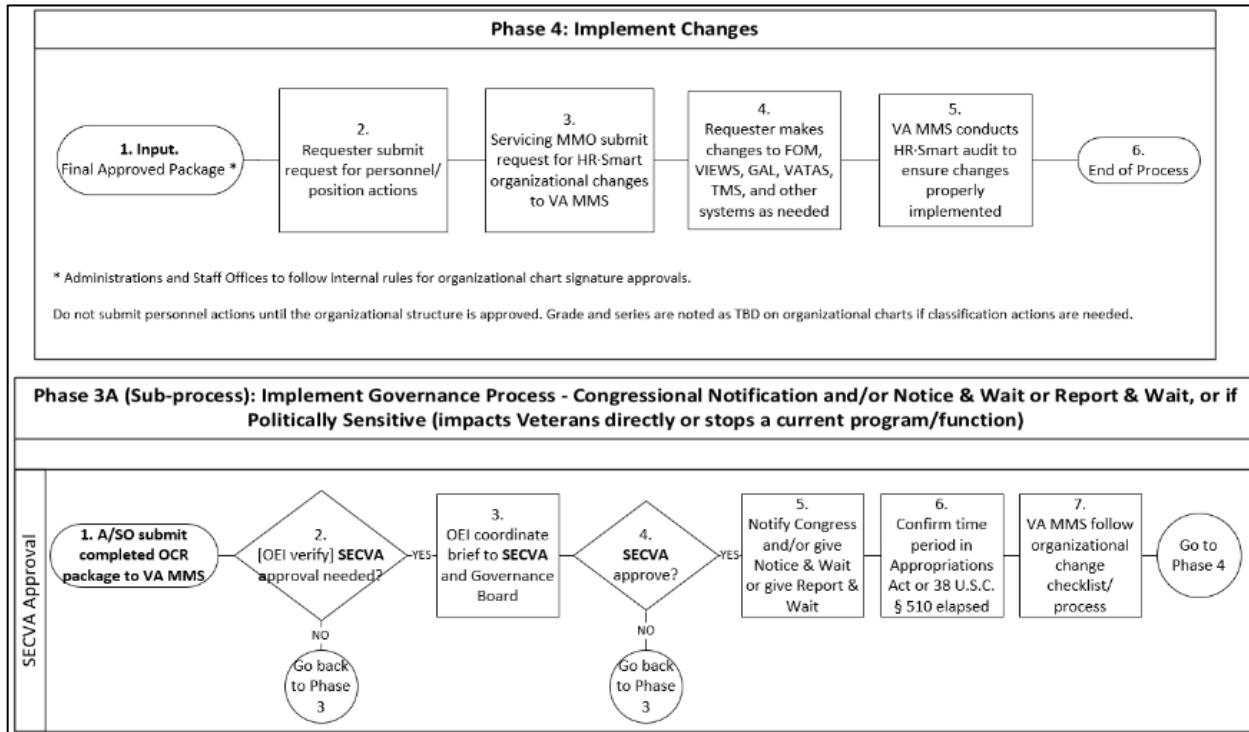 Phase 4: Implement Changes
1. Input.
Final Approved Package *
2.
Requester submit
request for personnel/
position actions
3.
Servicing MMO submit
request for HR-Smart
organizational changes
to VA MMS
4.
Requester makes
changes to FOM,
VIEWS, GAL, VATAS,
TMS, and other
systems as needed
5.
VA MMS conducts
HR-Smart audit to
ensure changes
properly
implemented
6.
End of Process
* Administrations and Staff Offices to follow internal rules for organizational chart signature approvals.
Do not submit personnel actions until the organizational structure is approved. Grade and series are noted as TBD on organizational charts if classification actions are needed.
Phase 3A (Sub-process): Implement Governance Process - Congressional Notification and/or Notice & Wait or Report & Wait, or if
Politically Sensitive (impacts Veterans directly or stops a current program/function)
SECVA Approval
1. A/SO submit
completed OCR
package to VA MMS
2.
[OEI verify] SECVA
approval needed?
YES
NO
Go back
to Phase
3
3.
OEI coordinate
brief to SECVA
and Governance
Board
4.
SECVA
approve?
YES
NO
Go back
to Phase
3
5.
Notify Congress
and/or give
Notice & Wait
or give Report &
Wait
6.
Confirm time
period in
Appropriations
Act or 38 U.S.C.
§ 510 elapsed
7.
VA MMS follow
organizational
change checklist/
process
Go to
Phase 4